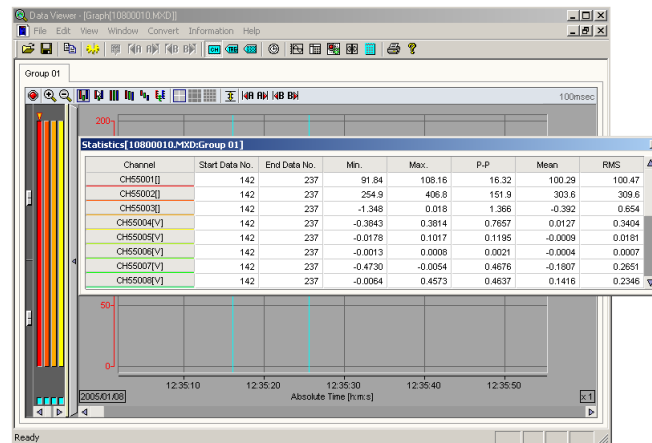 Data Viewer - [Graph(10800010.MXD)]
File Edit View Window Convert Information Help
Group 01
100msec
200
Statistics[10800010.MXD:Group 01]
Channel Start Data No. End Data No. Min. Max. P-P Mean RMS
CH55001[] 142 237 91.84 108.16 16.32 100.29 100.47
CH55002[] 142 237 254.9 406.8 151.9 303.6 309.6
CH55003[] 142 237 -1.348 0.018 1.366 -0.392 0.654
CH55004[V] 142 237 -0.3843 0.3814 0.7657 0.0127 0.3404
CH55005[V] 142 237 -0.0178 0.1017 0.1195 -0.0009 0.0181
CH55006[V] 142 237 -0.0013 0.0008 0.0021 -0.0004 0.0007
CH55007[V] 142 237 -0.4730 -0.0054 0.4676 -0.1807 0.2651
CH55008[V] 142 237 -0.0064 0.4573 0.4637 0.1416 0.2346
50
0
12:35:10 12:35:20 12:35:30 12:35:40 12:35:50
2005/01/08 Absolute Time [h:m:s] x 1
Ready